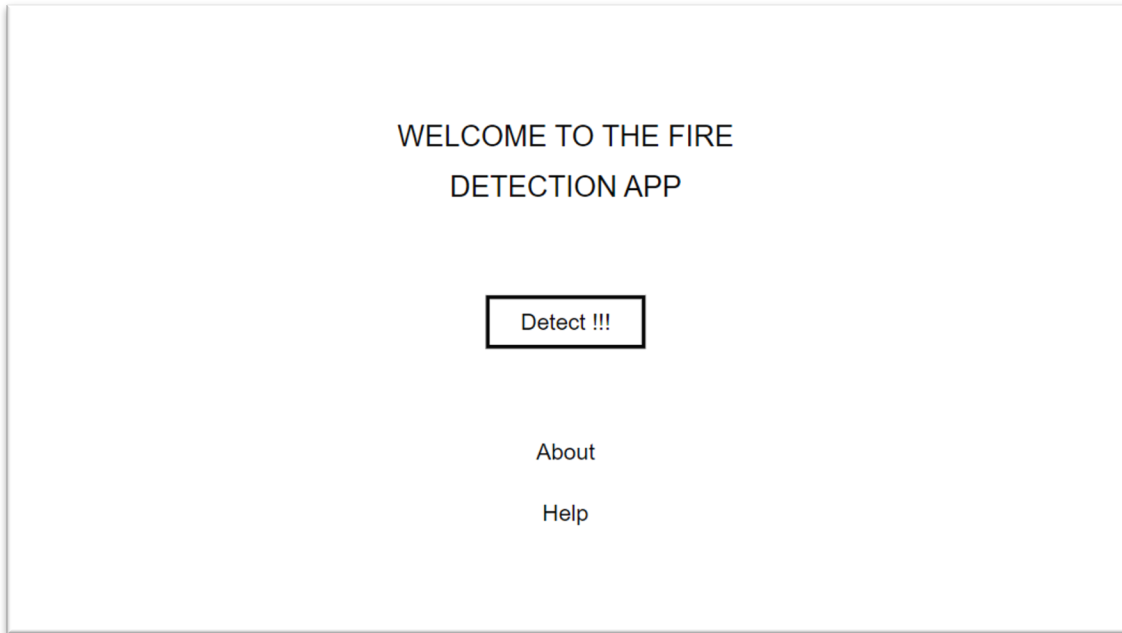 WELCOME TO THE FIRE
DETECTION APP
Detect !!!
About
Help